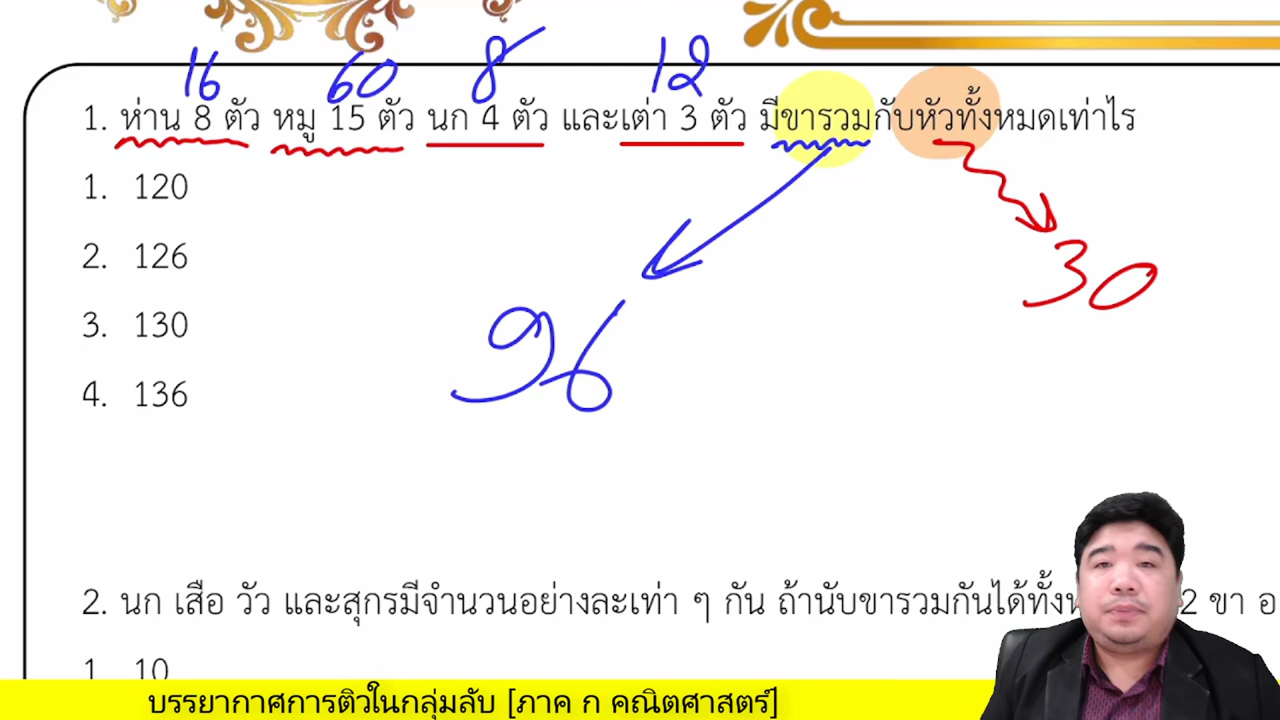 16 60 8 12
1. ห่าน 8 ตัว หมู 15 ตัว นก 4 ตัว และเต่า 3 ตัว มีขารวมกับหัวทั้งหมดเท่าไร
1. 120
2. 126
3. 130
4. 136
96
30
2. นก เสือ วัว และสุกรมีจำนวนอย่างละเท่า ๆ กัน ถ้านับขารวมกันได้ทั้ง 2 ขา อ
1. 10
บรรยากาศการติวในกลุ่มลับ [ภาค ก คณิตศาสตร์]